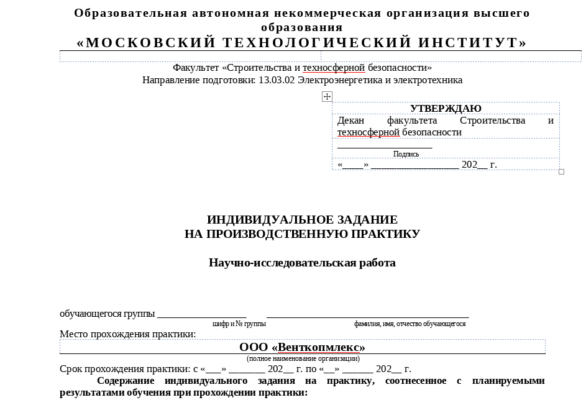 Образовательная автономная некоммерческая организация высшего
образования
«МОСКОВСКИЙ ТЕХНОЛОГИЧЕСКИЙ ИНСТИТУТ»
Факультет «Строительства и техносферной безопасности»
Направление подготовки: 13.03.02 Электроэнергетика и электротехника
УТВЕРЖДАЮ
Декан факультета Строительства и
техносферной безопасности
___________________
Подпись
«____» _________________ 202__ г.
ИНДИВИДУАЛЬНОЕ ЗАДАНИЕ
НА ПРОИЗВОДСТВЕННУЮ ПРАКТИКУ
Научно-исследовательская работа
обучающегося группы _________________ ______________________________________
шифр и № группы фамилия, имя, отчество обучающегося
Место прохождения практики:
ООО «Венткопмлекс»
(полное наименование организации)
Срок прохождения практики: с «___» _______ 202__ г. по «__» ______ 202__ г.
Содержание индивидуального задания на практику, соотнесенное с планируемыми
результатами обучения при прохождении практики: